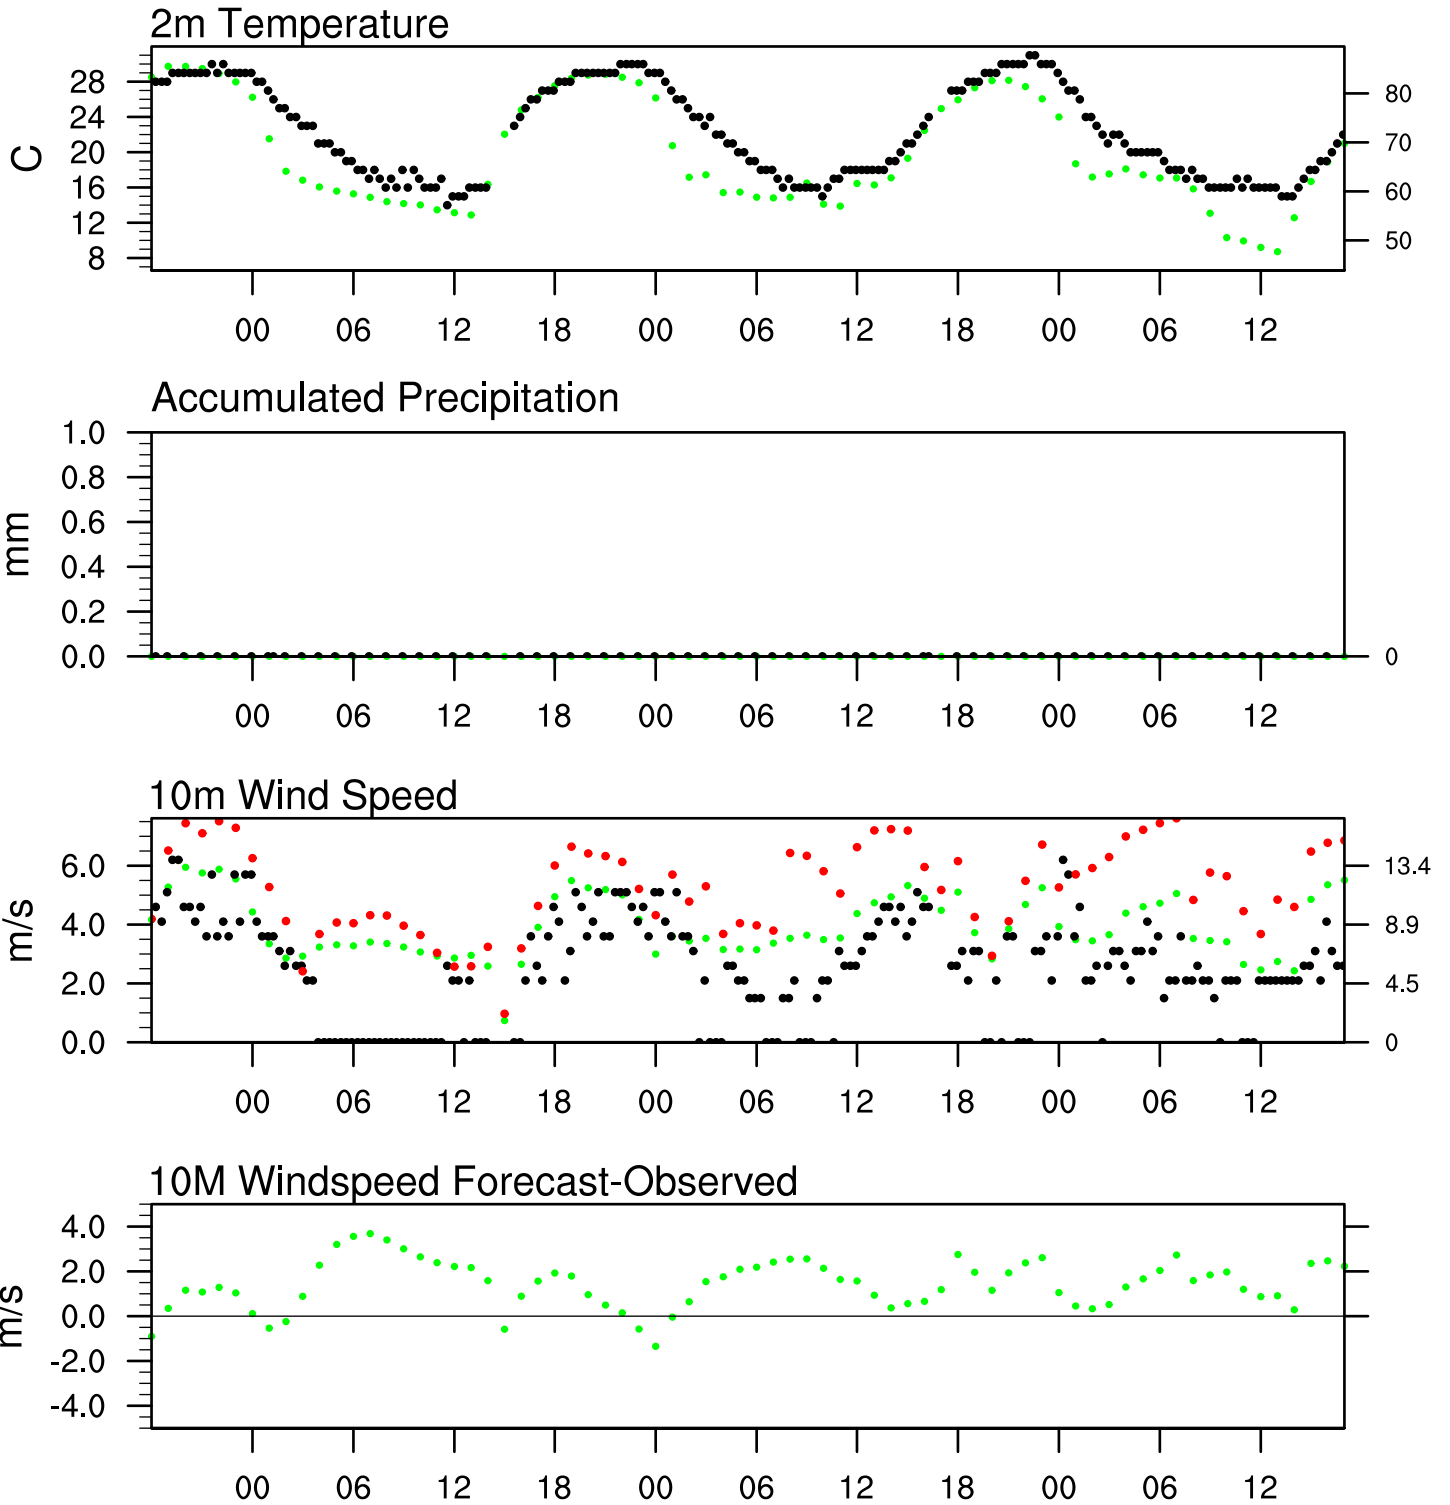 2m Temperature
C
28
24
20
16
12
8
80
70
60
50
00 06 12 18 00 06 12 18 00 06 12
Accumulated Precipitation
mm
1.0
0.8
0.6
0.4
0.2
0.0
0
00 06 12 18 00 06 12 18 00 06 12
10m Wind Speed
m/s
6.0
4.0
2.0
0.0
13.4
8.9
4.5
0
00 06 12 18 00 06 12 18 00 06 12
10M Windspeed Forecast-Observed
m/s
4.0
2.0
0.0
-2.0
-4.0
00 06 12 18 00 06 12 18 00 06 12